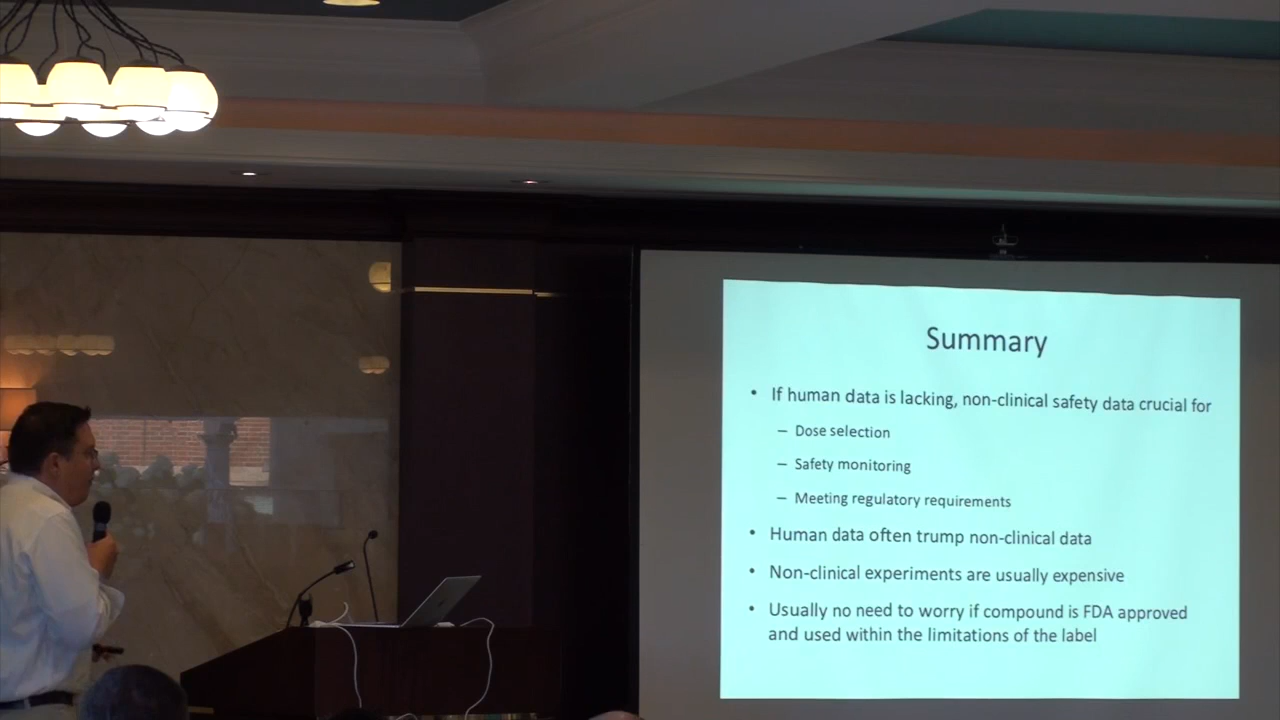 Summary
• If human data is lacking, non-clinical safety data crucial for
– Dose selection
– Safety monitoring
– Meeting regulatory requirements
• Human data often trump non-clinical data
• Non-clinical experiments are usually expensive
• Usually no need to worry if compound is FDA approved
and used within the limitations of the label